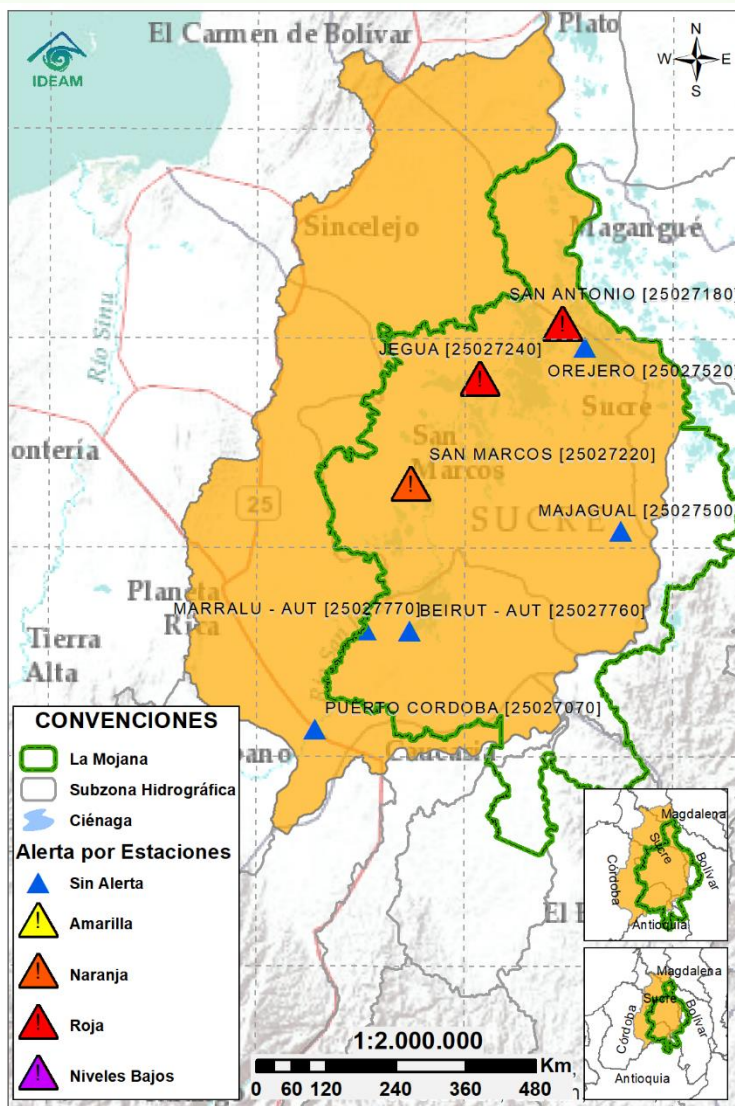 El Carmen de Bolívar
Plato
IDEAM
N
W
E
S
Sincelejo
Magangué
Río Sinú
SAN ANTONIO [25027180]
JEGUA [25027240]
OREJERO [25027520]
Sucre
ontería
San
Marcos
SAN MARCOS [25027220]
25
SUCRE
MAJAGUAL [25027500]
Planeta
Rica
MARRALU - AUT [25027770]
BEIRUT - AUT [25027760]
Tierra
Alta
PUERTO CORDOBA [25027070]
bano
Caucasia
CONVENCIONES
La Mojana
Subzona Hidrográfica
Ciénaga
Alerta por Estaciones
Sin Alerta
Amarilla
Naranja
Roja
Niveles Bajos
1:2.000.000
Km
0 60 120 240 360 480
Magdalena
Sucre
Bolívar
Córdoba
Antioquia
Magdalena
Sucre
Bolívar
Córdoba
Antioquia